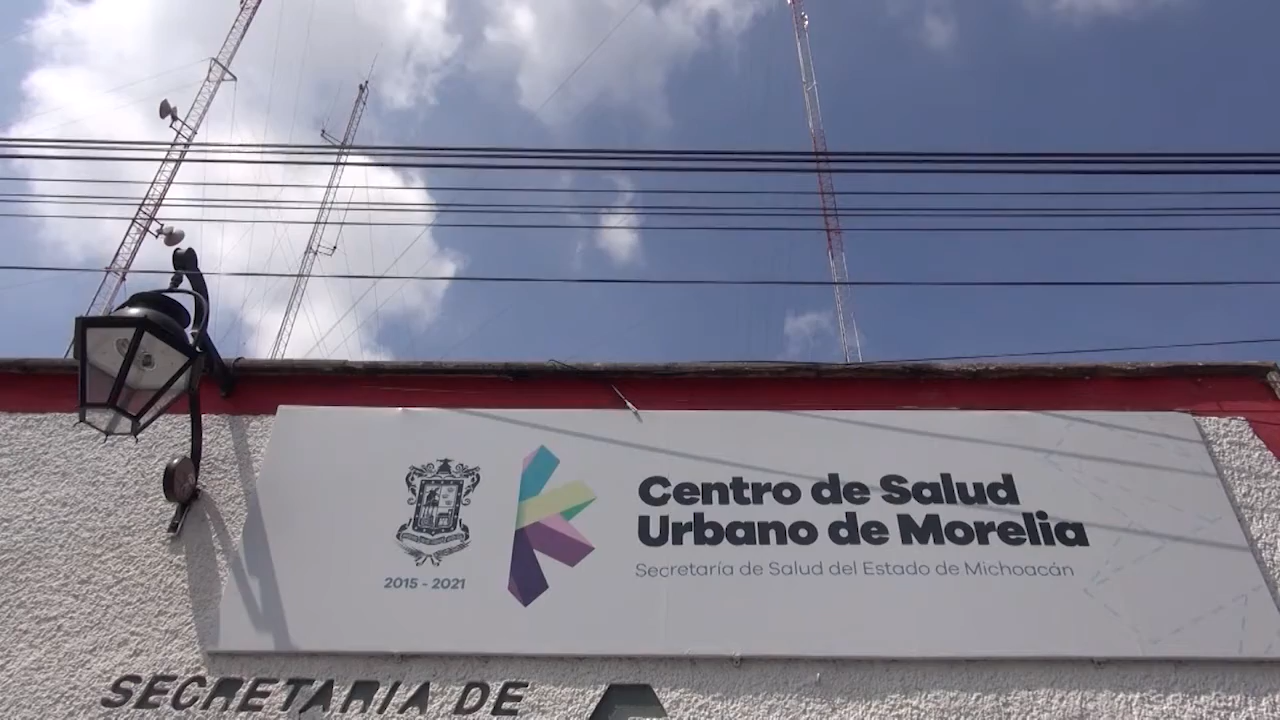 Centro de Salud
Urbano de Morelia
Secretaría de Salud del Estado de Michoacán
2015 - 2021
SECRETARIA DE